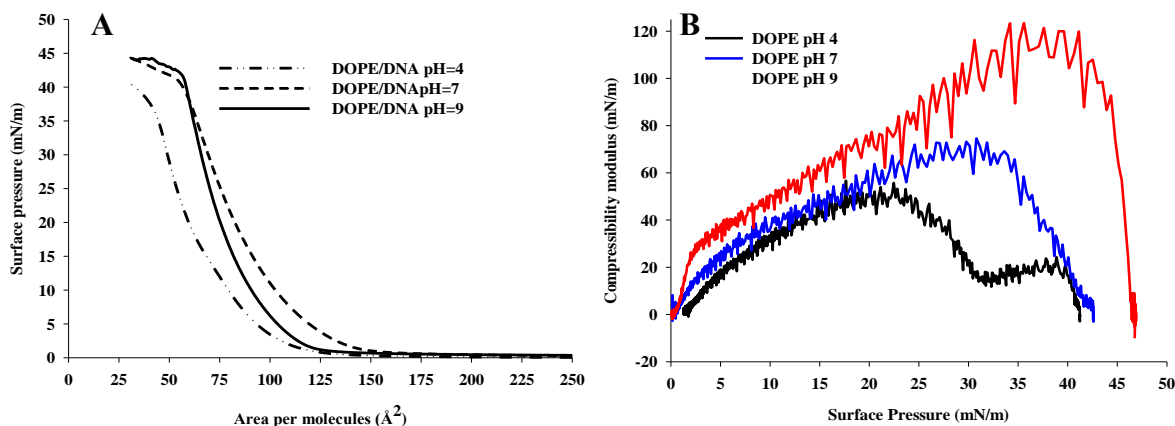 A
50
45
40
35
30
25
20
15
10
5
0
Surface pressure (mN/m)
DOPE/DNA pH=4
DOPE/DNApH=7
DOPE/DNA pH=9
0 25 50 75 100 125 150 175 200 225 250
Area per molecules (Å2)
B
120
100
80
60
40
20
0
-20
Compressibility modulus (mN/m)
DOPE pH 4
DOPE pH 7
DOPE pH 9
0 5 10 15 20 25 30 35 40 45 50
Surface Pressure (mN/m)